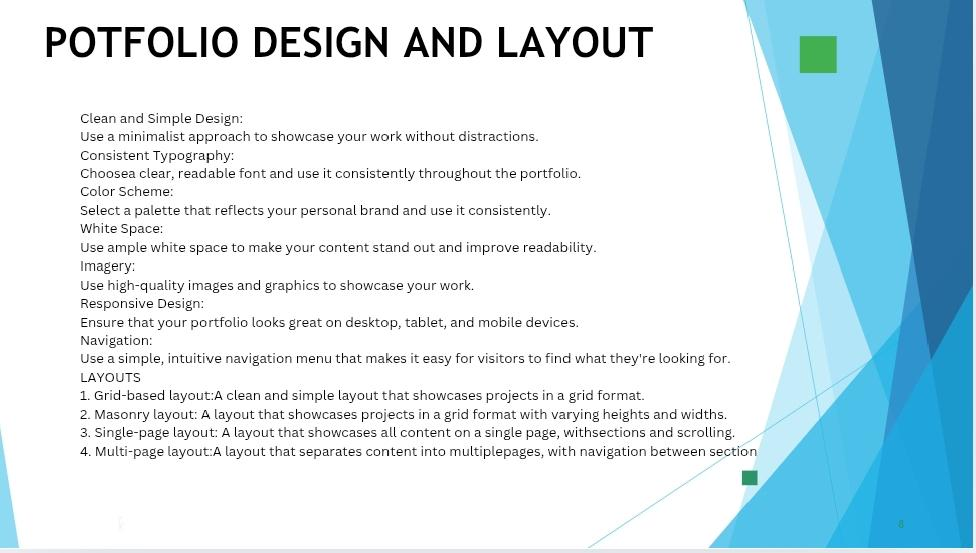 POTFOLIO DESIGN AND LAYOUT
Clean and Simple Design:
Use a minimalist approach to showcase your work without distractions.
Consistent Typography:
Choosea clear, readable font and use it consistently throughout the portfolio.
Color Scheme:
Select a palette that reflects your personal brand and use it consistently.
White Space:
Use ample white space to make your content stand out and improve readability.
Imagery:
Use high-quality images and graphics to showcase your work.
Responsive Design:
Ensure that your portfolio looks great on desktop, tablet, and mobile devices.
Navigation:
Use a simple, intuitive navigation menu that makes it easy for visitors to find what they're looking for.
LAYOUTS
1. Grid-based layout:A clean and simple layout that showcases projects in a grid format.
2. Masonry layout: A layout that showcases projects in a grid format with varying heights and widths.
3. Single-page layout: A layout that showcases all content on a single page, withsections and scrolling.
4. Multi-page layout:A layout that separates content into multiplepages, with navigation between section
8